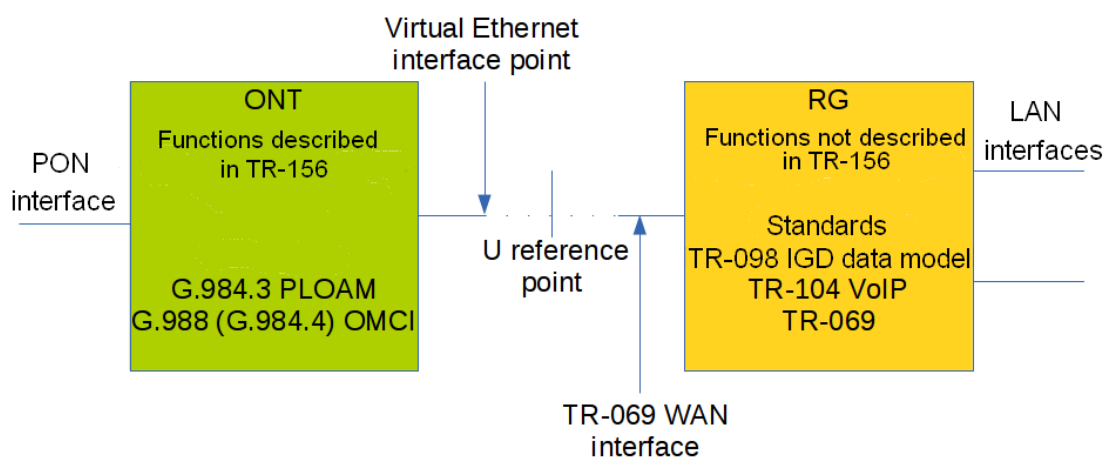 Virtual Ethernet
interface point
ONT
Functions described
in TR-156
G.984.3 PLOAM
G.988 (G.984.4) OMCI
PON
interface
U reference
point
TR-069 WAN
interface
RG
Functions not described
in TR-156
Standards
TR-098 IGD data model
TR-104 VoIP
TR-069
LAN
interfaces